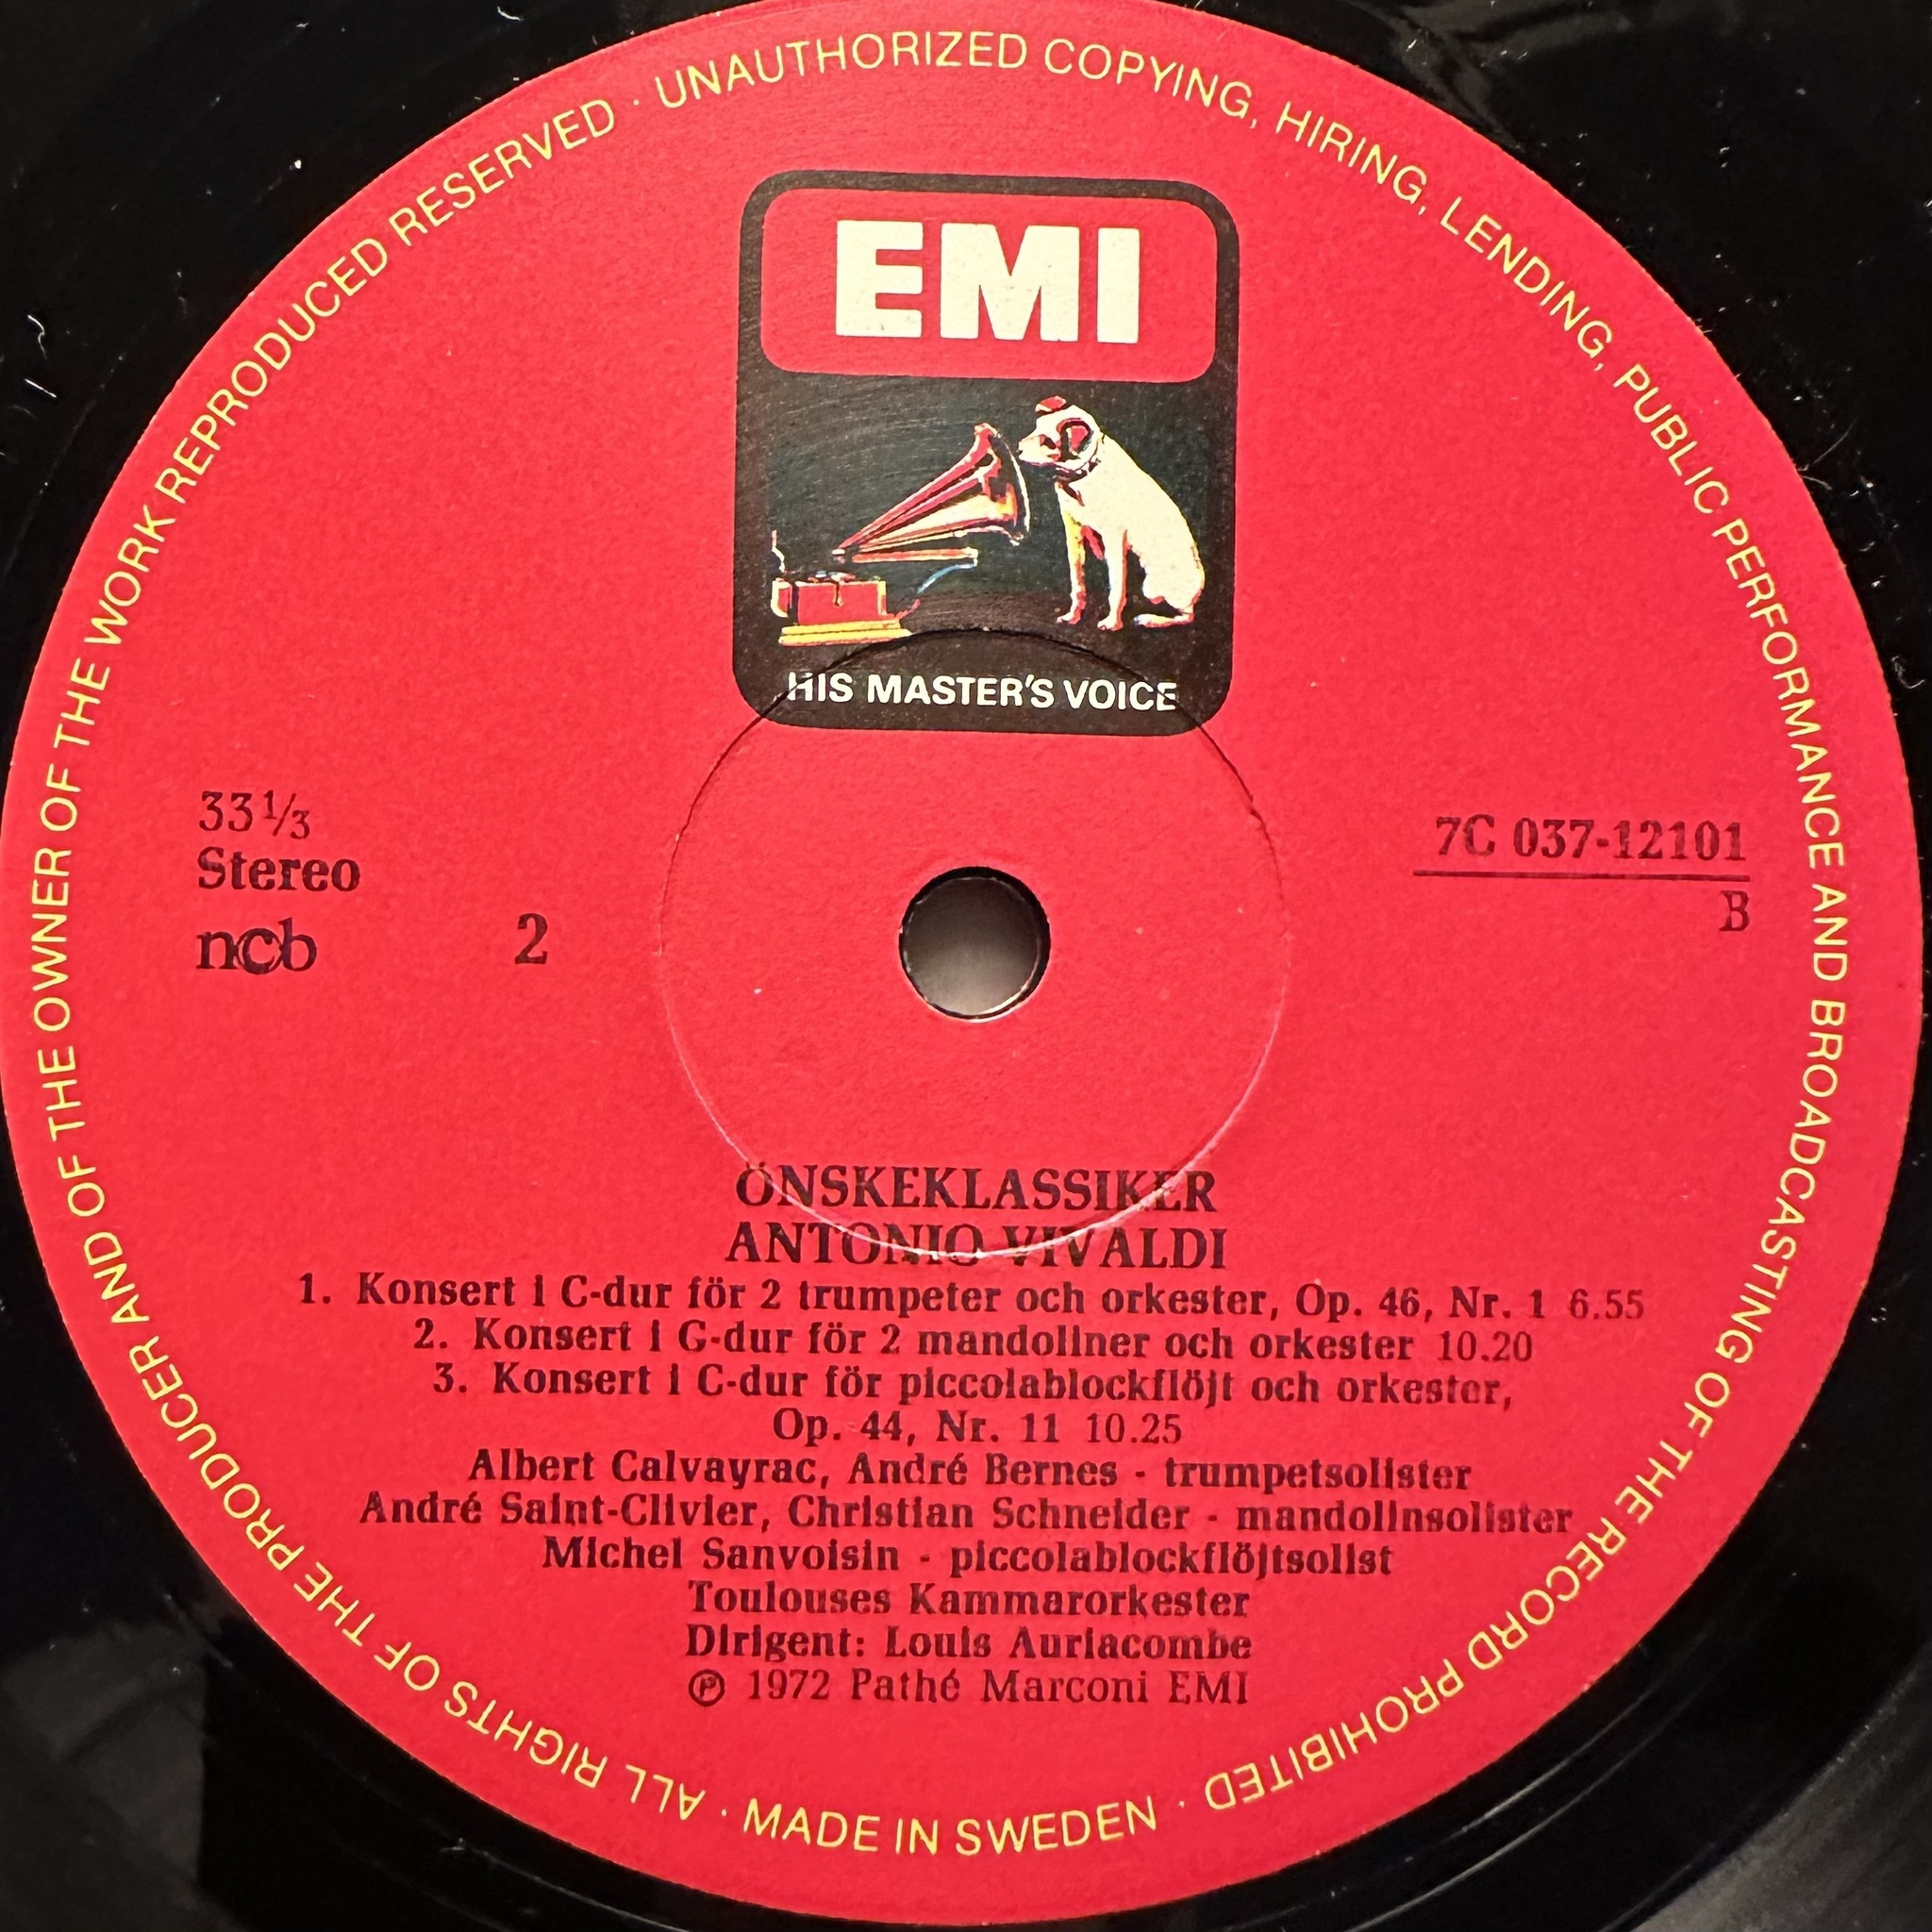 UNAUTHORIZED COPYING, HIRING, LENDING, PUBLIC PERFORMANCE AND BROADCASTING OF THE RECORD PROHIBITED · MADE IN SWEDEN · ALL RIGHTS OF THE PRODUCER AND OF THE OWNER OF THE WORK REPRODUCED RESERVED ·
EMI
HIS MASTER'S VOICE
33⅓
Stereo
ncb
2
7C 037-12101
B
ÖNSKEKLASSIKER
ANTONIO VIVALDI
1. Konsert i C-dur för 2 trumpeter och orkester, Op. 46, Nr. 1 6.55
2. Konsert i G-dur för 2 mandoliner och orkester 10.20
3. Konsert i C-dur för piccolablockflöjt och orkester,
Op. 44, Nr. 11 10.25
Albert Calvayrac, André Bernes - trumpetsolister
André Saint-Clivier, Christian Schneider - mandolinsolister
Michel Sanvoisin - piccolablockflöjtsolist
Toulouses Kammarorkester
Dirigent: Louis Auriacombe
℗ 1972 Pathé Marconi EMI